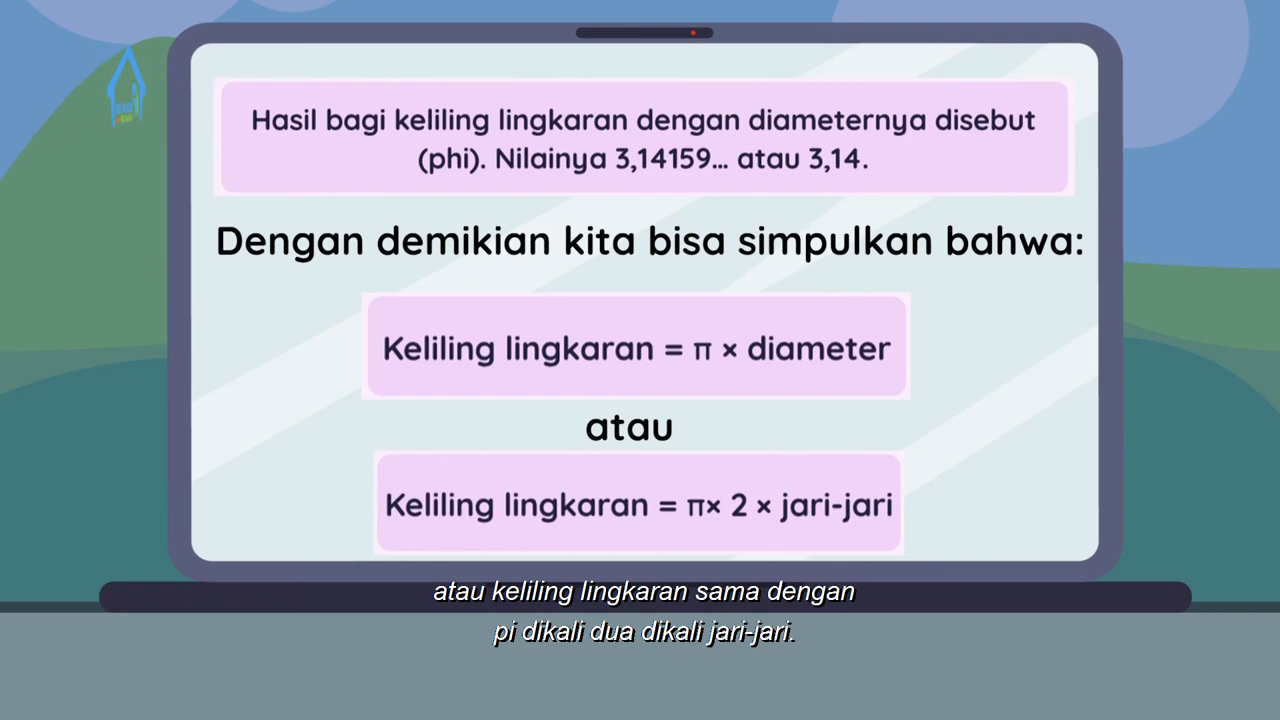 Hasil bagi keliling lingkaran dengan diameternya disebut
(phi). Nilainya 3,14159... atau 3,14.
Dengan demikian kita bisa simpulkan bahwa:
Keliling lingkaran = π × diameter
atau
Keliling lingkaran = π× 2 × jari-jari
atau keliling lingkaran sama dengan
pi dikali dua dikali jari-jari.